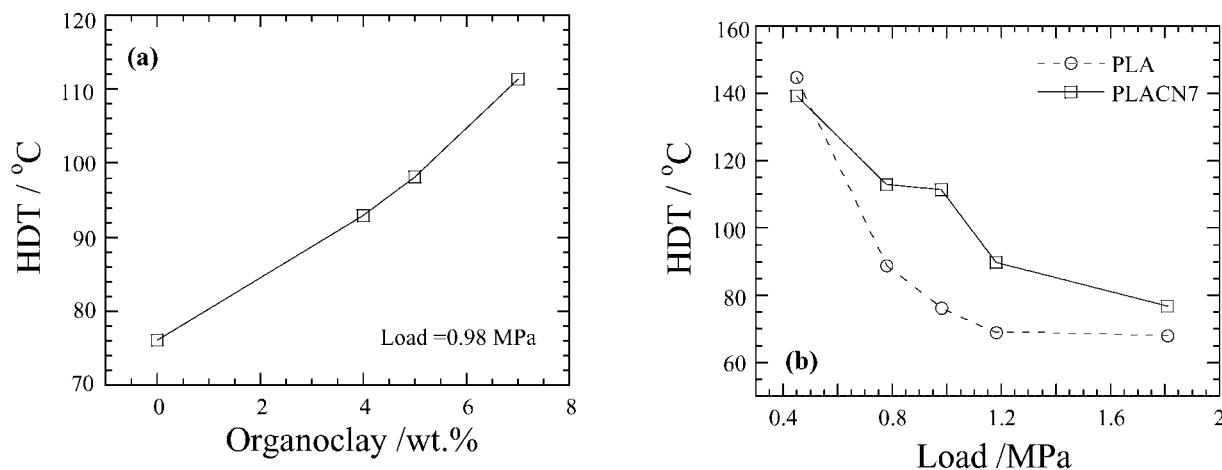 (a)
HDT / °C
120
110
100
90
80
70
Load =0.98 MPa
0
2
4
6
8
Organoclay /wt.%
PLA
PLACN7
HDT / °C
160
140
120
100
80
60
(b)
0.4
0.8
1.2
1.6
2
Load /MPa